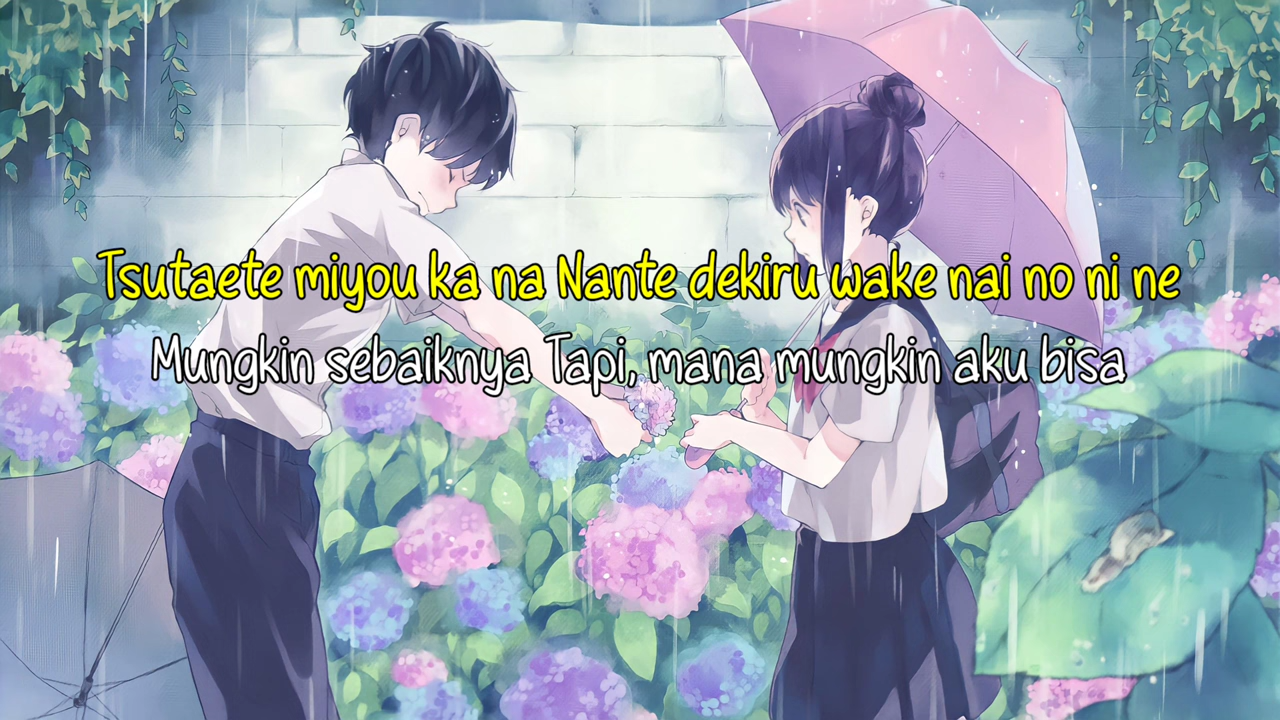 Tsutaete miyou ka na Nante dekiru wake nai no ni ne
Mungkin sebaiknya Tapi, mana mungkin aku bisa